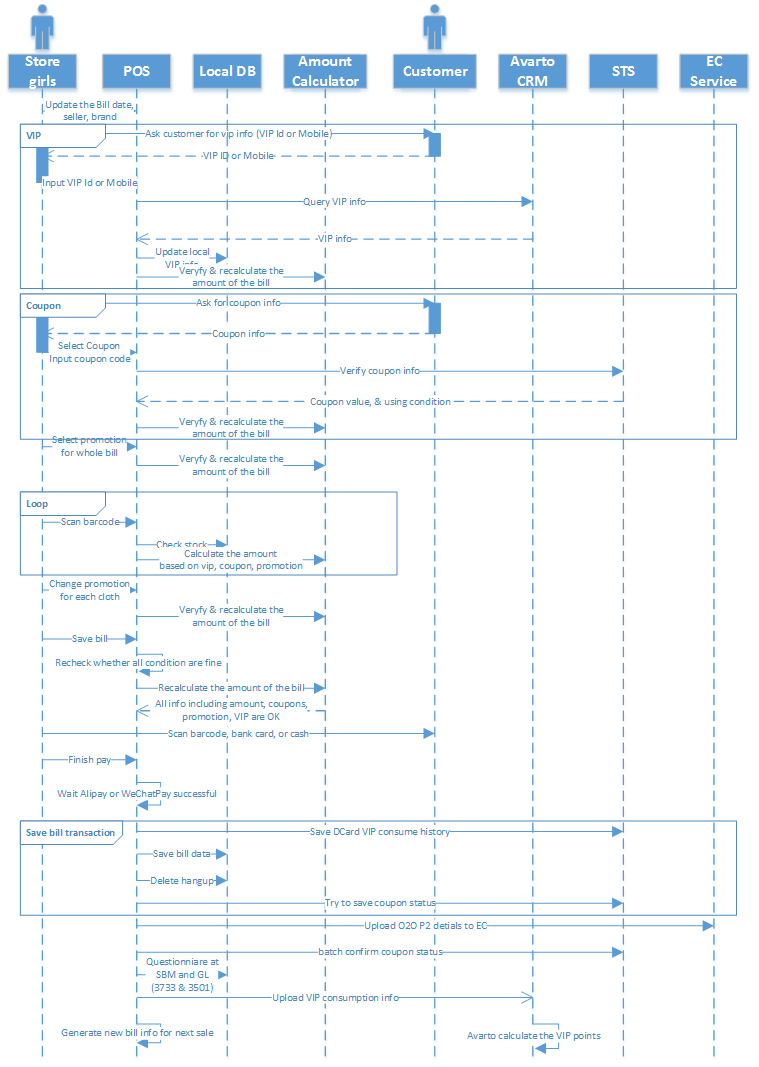 Store
girls
POS
Local DB
Amount
Calculator
Customer
Avarto
CRM
STS
EC
Service
Update the Bill date,
seller, brand
VIP
Ask customer for vip info (VIP Id or Mobile)
VIP ID or Mobile
Input VIP Id or Mobile
Query VIP info
VIP info
Update local
VIP info
Veryfy & recalculate the
amount of the bill
Coupon
Ask for coupon info
Coupon info
Select Coupon
Input coupon code
Verify coupon info
Coupon value, & using condition
Veryfy & recalculate the
amount of the bill
Select promotion
for whole bill
Veryfy & recalculate the
amount of the bill
Loop
Scan barcode
Check stock
Calculate the amount
based on vip, coupon, promotion
Change promotion
for each cloth
Veryfy & recalculate the
amount of the bill
Save bill
Recheck whether all condition are fine
Recalculate the amount of the bill
All info including amount, coupons,
promotion, VIP are OK
Scan barcode, bank card, or cash
Finish pay
Wait Alipay or WeChatPay successful
Save bill transaction
Save DCard VIP consume history
Save bill data
Delete hangup
Try to save coupon status
Upload O2O P2 detials to EC
batch confirm coupon status
Questionniare at
SBM and GL
(3733 & 3501)
Upload VIP consumption info
Generate new bill info for next sale
Avarto calculate the VIP points